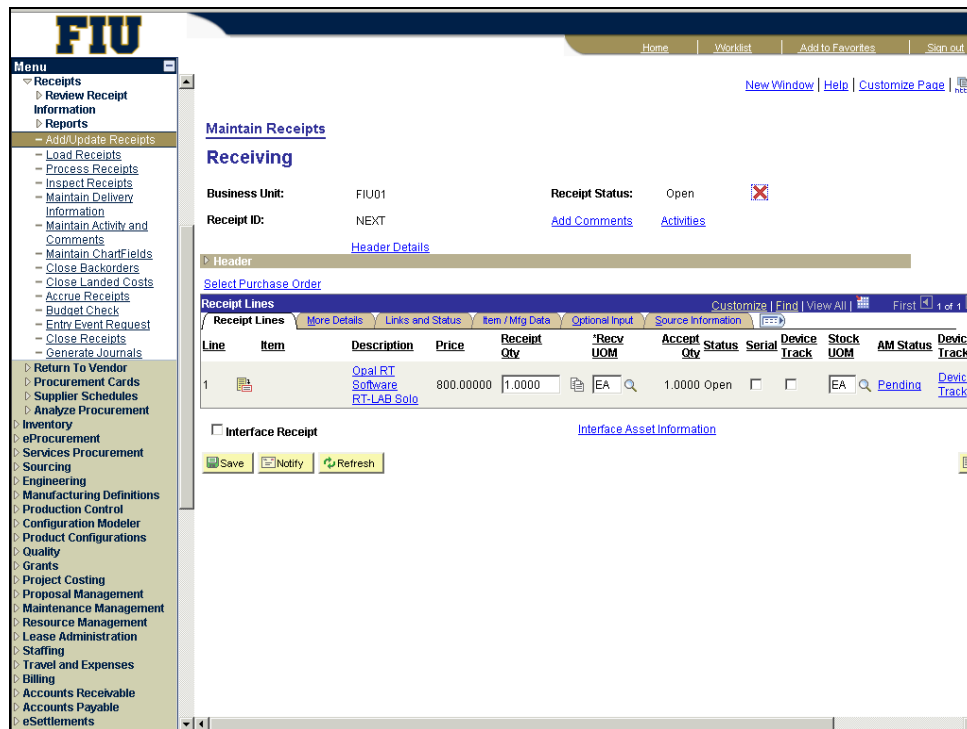 FIU
Home | Worklist | Add to Favorites | Sign out
Menu
Receipts
Review Receipt
Information
Reports
Add/Update Receipts
Load Receipts
Process Receipts
Inspect Receipts
Maintain Delivery
Information
Maintain Activity and
Comments
Maintain ChartFields
Close Backorders
Close Landed Costs
Accrue Receipts
Budget Check
Entry Event Request
Close Receipts
Generate Journals
Return To Vendor
Procurement Cards
Supplier Schedules
Analyze Procurement
Inventory
eProcurement
Services Procurement
Sourcing
Engineering
Manufacturing Definitions
Production Control
Configuration Modeler
Product Configurations
Quality
Grants
Project Costing
Proposal Management
Maintenance Management
Resource Management
Lease Administration
Staffing
Travel and Expenses
Billing
Accounts Receivable
Accounts Payable
eSettlements
New Window | Help | Customize Page |
Maintain Receipts
Receiving
Business Unit: FIU01 Receipt Status: Open
Receipt ID: NEXT Add Comments Activities
Header Details
Header
Select Purchase Order
Receipt Lines Customize | Find | View All | First 1 of 1
Receipt Lines More Details Links and Status Item / Mfg Data Optional Input Source Information
Line Item Description Price Receipt Qty *Recv UOM Accept Qty Status Serial Device Track Stock UOM AM Status Devic Track
1 Opal RT Software RT-LAB Solo 800.00000 1.0000 EA 1.0000 Open EA Pending Devic Track
Interface Receipt Interface Asset Information
Save Notify Refresh